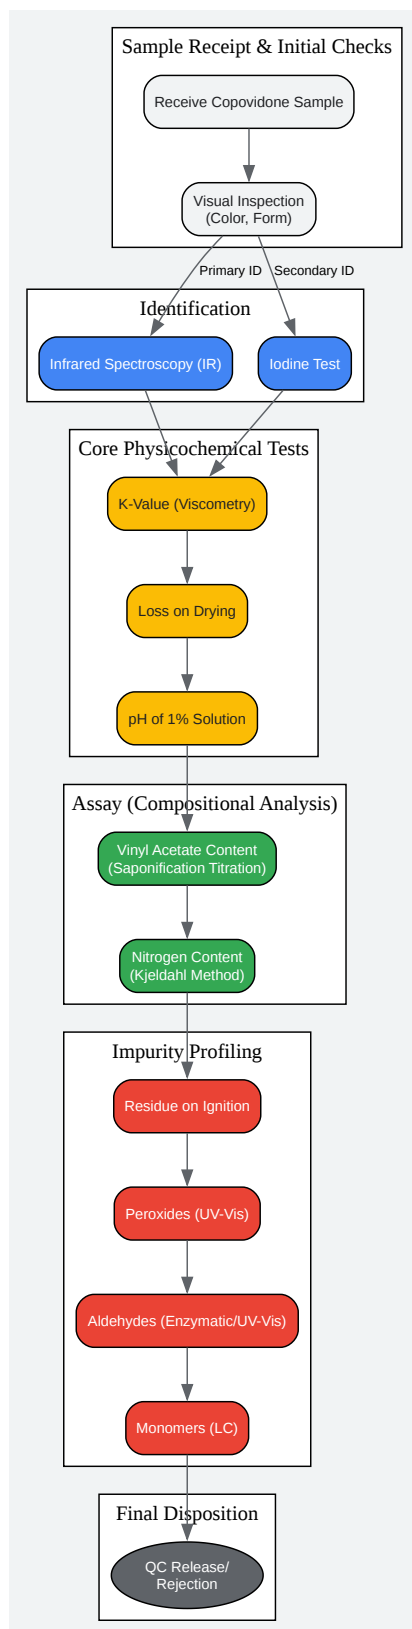 Sample Receipt & Initial Checks
Receive Copovidone Sample
Visual Inspection
(Color, Form)
Primary ID
Secondary ID
Identification
Infrared Spectroscopy (IR)
Iodine Test
Core Physicochemical Tests
K-Value (Viscometry)
Loss on Drying
pH of 1% Solution
Assay (Compositional Analysis)
Vinyl Acetate Content
(Saponification Titration)
Nitrogen Content
(Kjeldahl Method)
Impurity Profiling
Residue on Ignition
Peroxides (UV-Vis)
Aldehydes (Enzymatic/UV-Vis)
Monomers (LC)
Final Disposition
QC Release/
Rejection